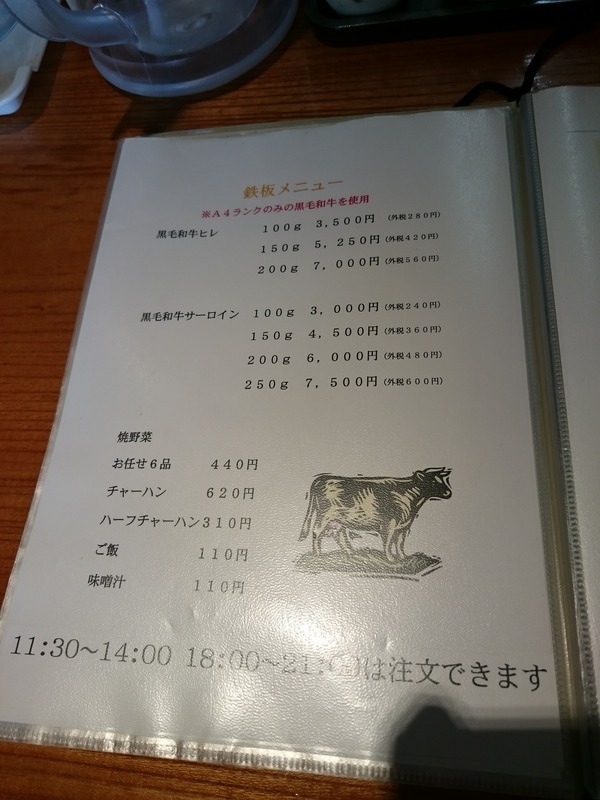 鉄板メニュー
※A4ランクのみの黒毛和牛を使用
黒毛和牛ヒレ 100g 3,500円 (外税280円)
150g 5,250円 (外税420円)
200g 7,000円 (外税560円)
黒毛和牛サーロイン 100g 3,000円 (外税240円)
150g 4,500円 (外税360円)
200g 6,000円 (外税480円)
250g 7,500円 (外税600円)
焼野菜
お任せ6品 440円
チャーハン 620円
ハーフチャーハン310円
ご飯 110円
味噌汁 110円
11:30~14:00 18:00~21:00は注文できます